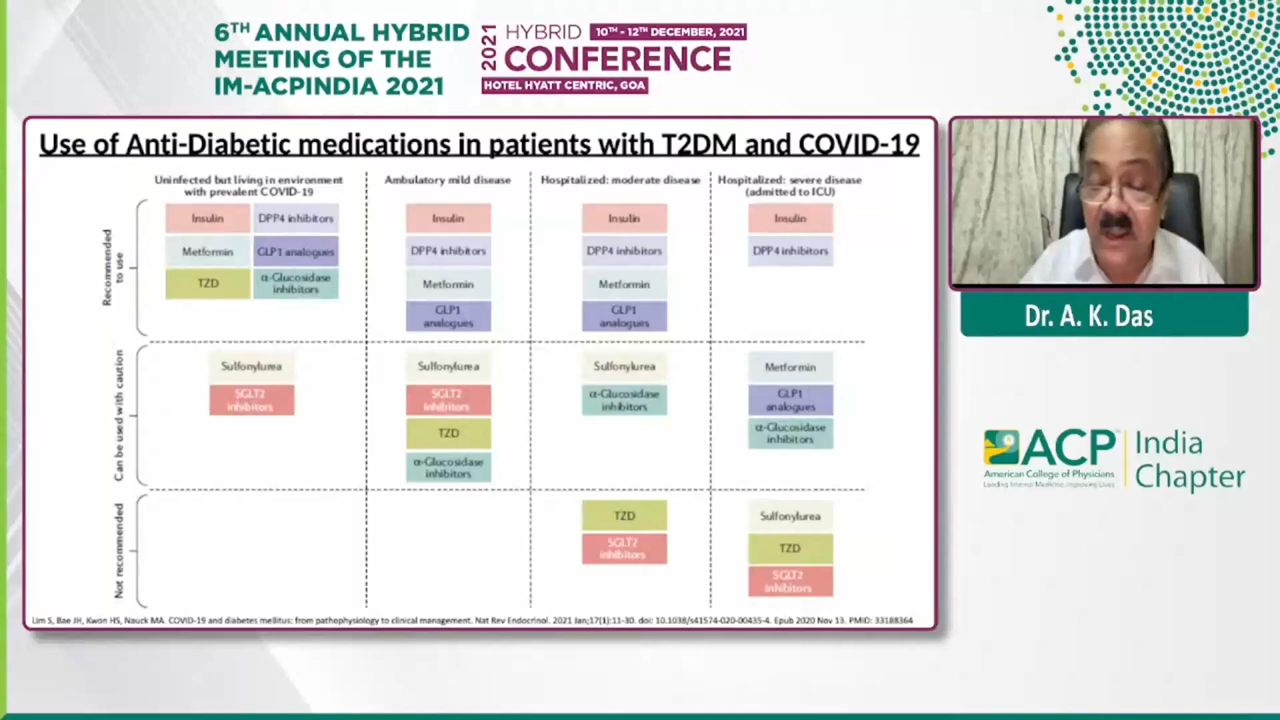 6TH ANNUAL HYBRID
MEETING OF THE
IM-ACPINDIA 2021
2021
HYBRID
10TH - 12TH DECEMBER, 2021
CONFERENCE
HOTEL HYATT CENTRIC, GOA
Use of Anti-Diabetic medications in patients with T2DM and COVID-19
Uninfected but living in environment
with prevalent COVID-19
Ambulatory mild disease
Hospitalized: moderate disease
Hospitalized: severe disease
(admitted to ICU)
Recommended
to use
Insulin
DPP4 inhibitors
Metformin
GLP1 analogues
TZD
α-Glucosidase
inhibitors
Insulin
DPP4 inhibitors
Metformin
GLP1
analogues
Insulin
DPP4 inhibitors
Metformin
GLP1
analogues
Insulin
DPP4 inhibitors
Can be used with caution
Sulfonylurea
SGLT2
inhibitors
Sulfonylurea
SGLT2
Inhibitors
TZD
α-Glucosidase
inhibitors
Sulfonylurea
α-Glucosidase
inhibitors
Metformin
GLP1
analogues
α-Glucosidase
inhibitors
Not recommended
TZD
SGLT2
inhibitors
Sulfonylurea
TZD
SGLT2
Inhibitors
Lim S, Bae JH, Kwon HS, Nauck MA. COVID-19 and diabetes mellitus: from pathophysiology to clinical management. Nat Rev Endocrinol. 2021 Jan;17(1):11-30. doi: 10.1038/s41574-020-00435-4. Epub 2020 Nov 13. PMID: 33188364
Dr. A. K. Das
ACP
American College of Physicians
Leading Internal Medicine, Improving Lives
India
Chapter